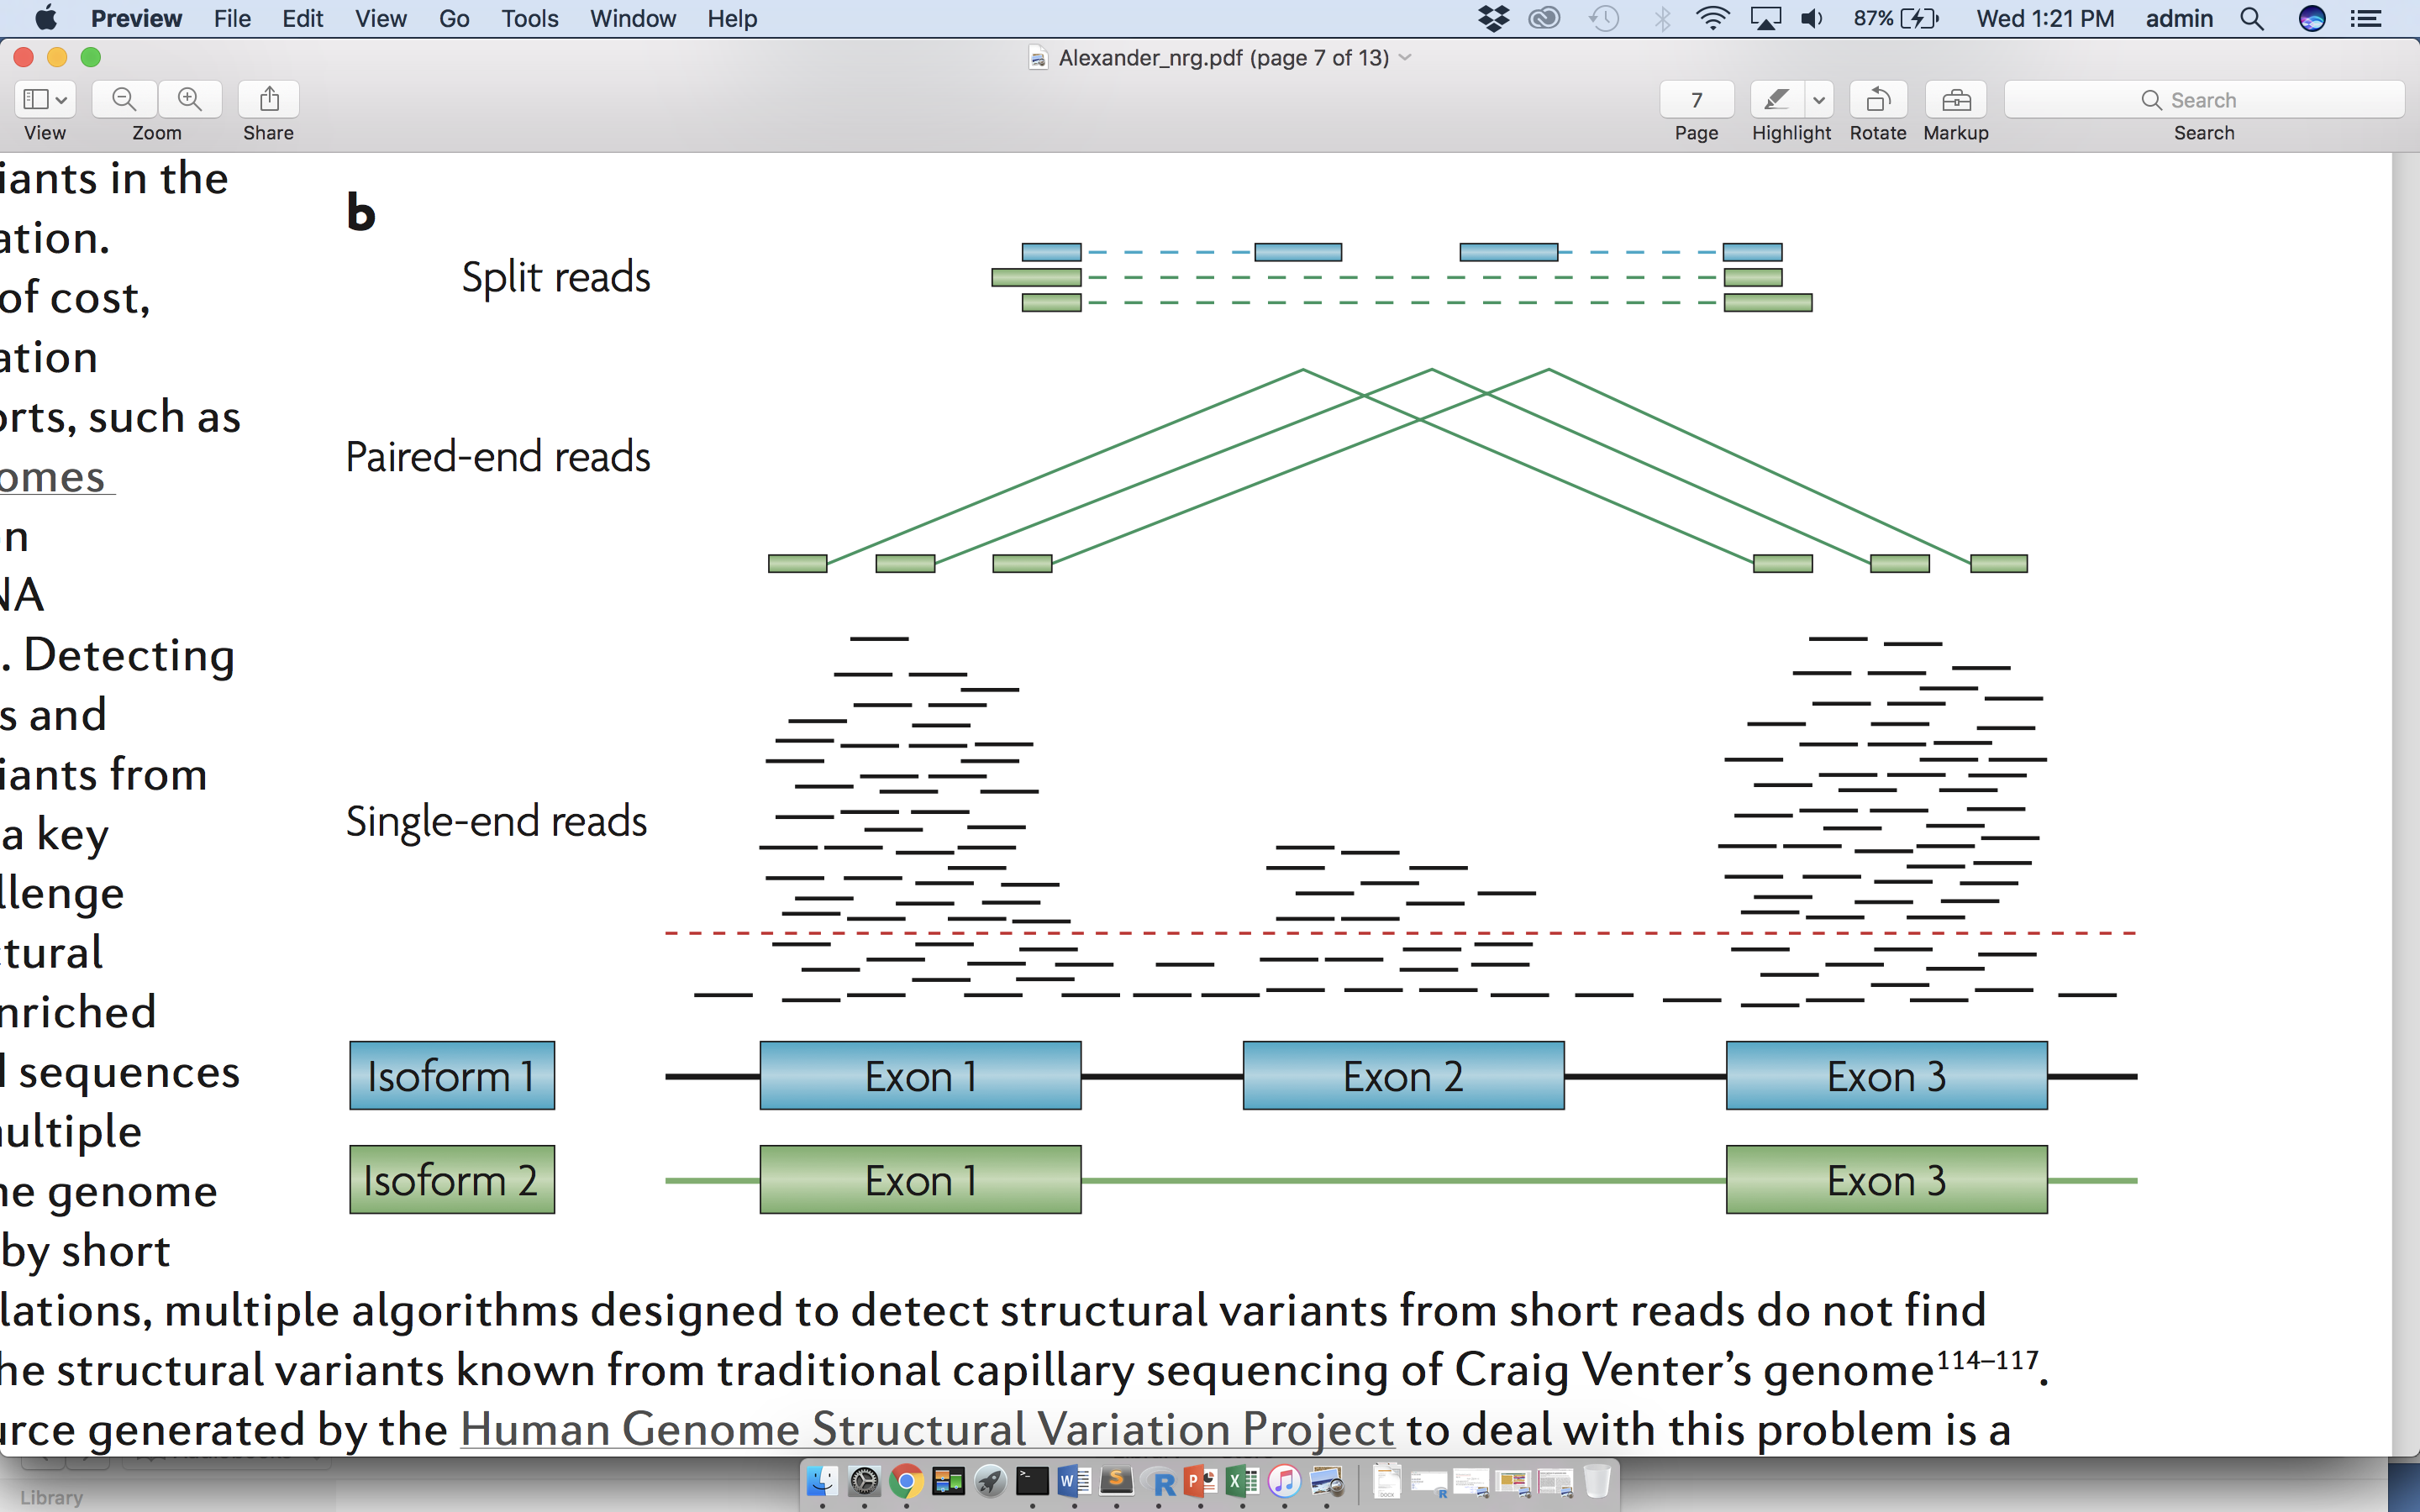 Preview File Edit View Go Tools Window Help 87% Wed 1:21 PM admin
Alexander_nrg.pdf (page 7 of 13)
7 Search
View Zoom Share Page Highlight Rotate Markup Search
iants in the
ation.
of cost,
ation
orts, such as
omes
n
NA
. Detecting
s and
iants from
a key
llenge
tural
nriched
l sequences
nultiple
ne genome
by short
b
Split reads
Paired-end reads
Single-end reads
Isoform 1 Exon 1 Exon 2 Exon 3
Isoform 2 Exon 1 Exon 3
lations, multiple algorithms designed to detect structural variants from short reads do not find
he structural variants known from traditional capillary sequencing of Craig Venter’s genome114–117.
urce generated by the Human Genome Structural Variation Project to deal with this problem is a
Library